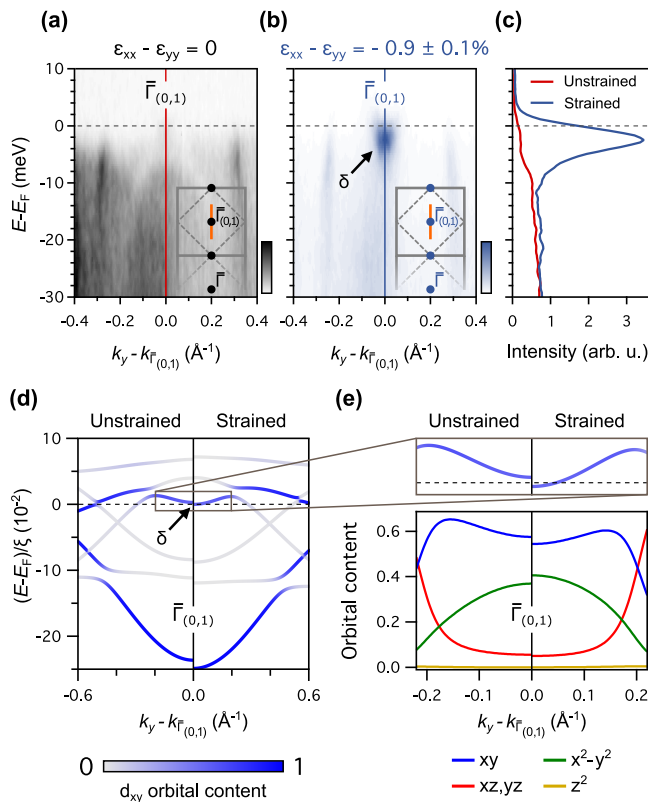 (a)
(b)
(c)
εxx - εyy = 0
εxx - εyy = - 0.9 ± 0.1%
10
0
-10
-20
-30
E-EF (meV)
Γ̄(0,1)
Γ̄(0,1)
Γ̄
-0.4 -0.2 0.0 0.2 0.4
ky - kΓ̄(0,1) (Å-1)
Γ̄(0,1)
δ
Γ̄(0,1)
Γ̄
-0.4 -0.2 0.0 0.2 0.4
ky - kΓ̄(0,1) (Å-1)
Unstrained
Strained
0 1 2 3
Intensity (arb. u.)
(d)
Unstrained Strained
10
0
-10
-20
(E-EF)/ξ (10-2)
δ
Γ̄(0,1)
-0.6 -0.3 0.0 0.3 0.6
ky - kΓ̄(0,1) (Å-1)
0 1
dxy orbital content
(e)
Unstrained Strained
0.6
0.4
0.2
0.0
Orbital content
Γ̄(0,1)
-0.2 -0.1 0.0 0.1 0.2
ky - kΓ̄(0,1) (Å-1)
xy x2-y2
xz,yz z2